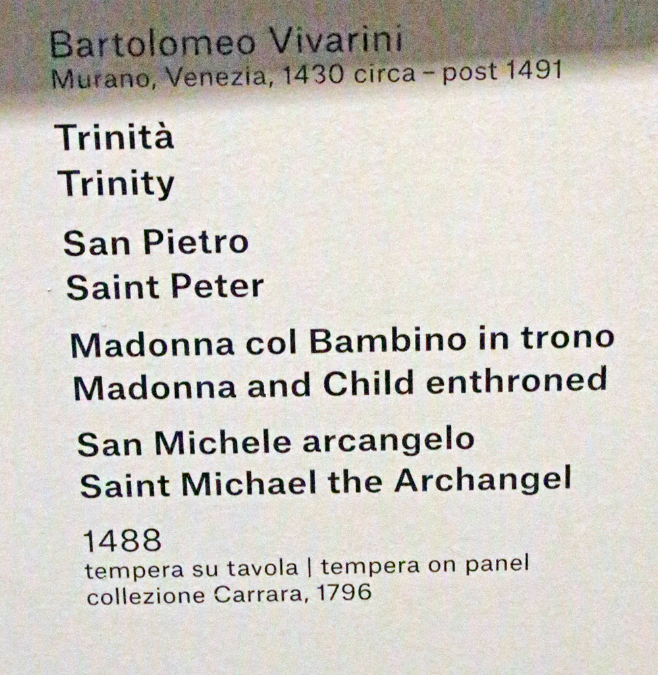 Bartolomeo Vivarini
Murano, Venezia, 1430 circa – post 1491
Trinità
Trinity
San Pietro
Saint Peter
Madonna col Bambino in trono
Madonna and Child enthroned
San Michele arcangelo
Saint Michael the Archangel
1488
tempera su tavola | tempera on panel
collezione Carrara, 1796